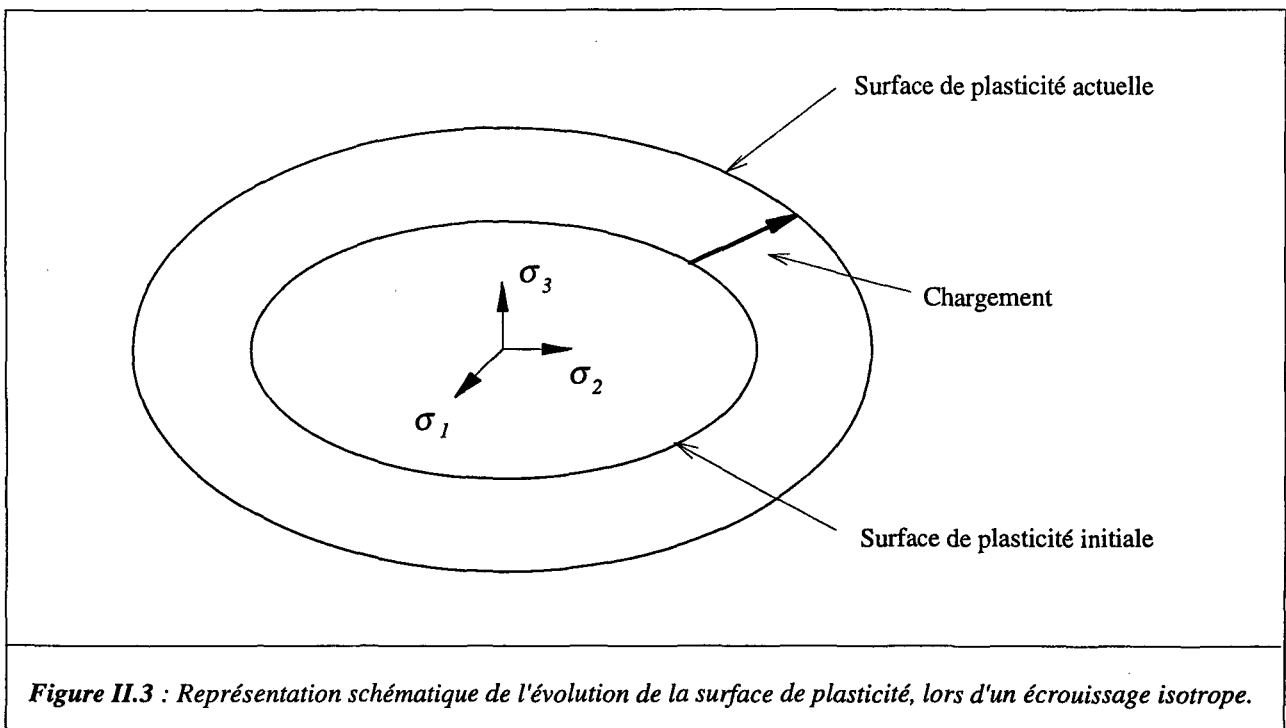 Surface de plasticité actuelle
σ3
Chargement
σ2
σ1
Surface de plasticité initiale
Figure II.3 : Représentation schématique de l'évolution de la surface de plasticité, lors d'un écrouissage isotrope.